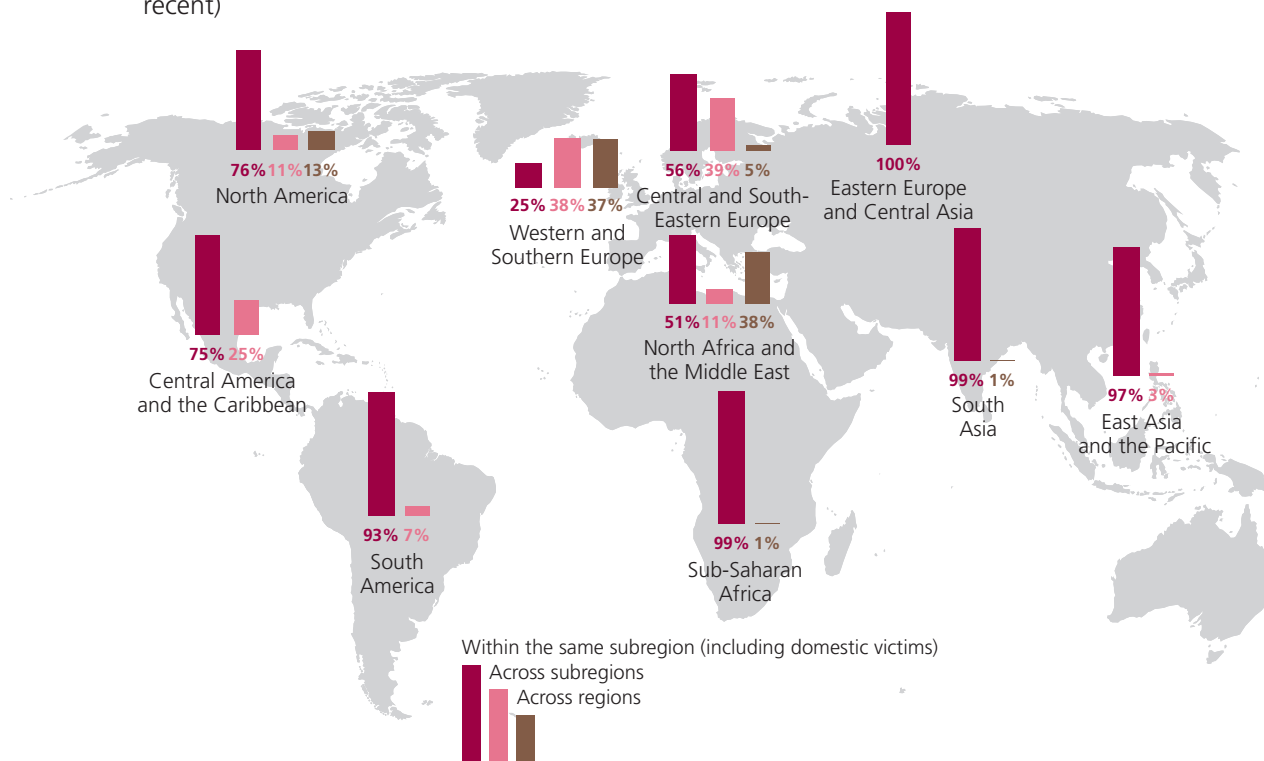 recent)
76% 11% 13%
North America
25% 38% 37%
Western and
Southern Europe
56% 39% 5%
Central and South-
Eastern Europe
100%
Eastern Europe
and Central Asia
75% 25%
Central America
and the Caribbean
51% 11% 38%
North Africa and
the Middle East
99% 1%
South
Asia
97% 3%
East Asia
and the Pacific
93% 7%
South
America
99% 1%
Sub-Saharan
Africa
Within the same subregion (including domestic victims)
Across subregions
Across regions